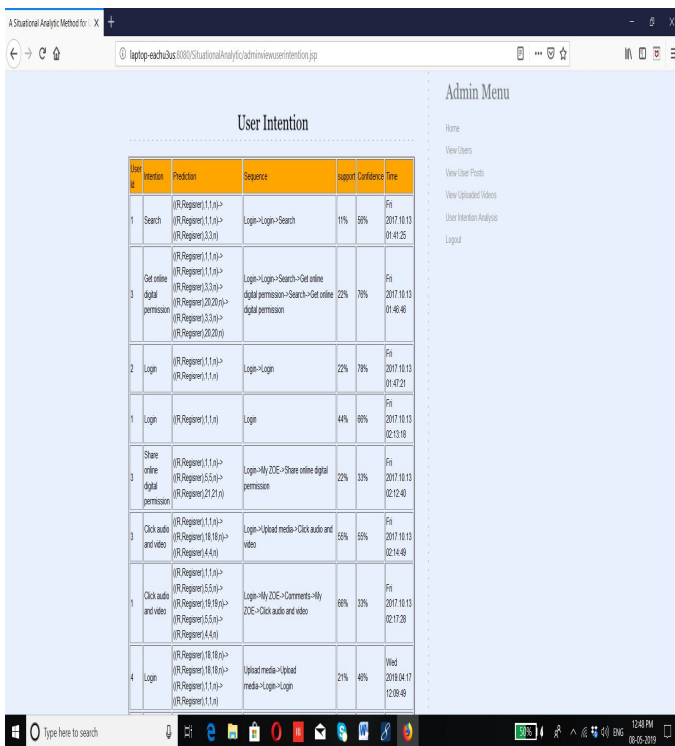 A Situational Analytic Method for U
laptop-eachu3us:8080/SituationalAnalytic/adminviewuserintention.jsp
User Intention
User Id Intention Prediction Sequence support Confidence Time
1 Search ((R,Regisrer),1,1,n)-> ((R,Regisrer),1,1,n)-> ((R,Regisrer),3,3,n) Login->Login->Search 11% 56% Fri 2017.10.13 01:41:25
3 Get online digital permission ((R,Regisrer),1,1,n)-> ((R,Regisrer),1,1,n)-> ((R,Regisrer),3,3,n)-> ((R,Regisrer),20,20,n)-> ((R,Regisrer),3,3,n)-> ((R,Regisrer),20,20,n) Login->Login->Search->Get online digital permission->Search->Get online digital permission 22% 76% Fri 2017.10.13 01:46:46
2 Login ((R,Regisrer),1,1,n)-> ((R,Regisrer),1,1,n) Login->Login 22% 78% Fri 2017.10.13 01:47:21
1 Login ((R,Regisrer),1,1,n) Login 44% 66% Fri 2017.10.13 02:13:18
3 Share online digital permission ((R,Regisrer),1,1,n)-> ((R,Regisrer),5,5,n)-> ((R,Regisrer),21,21,n) Login->My ZOE->Share online digital permission 22% 33% Fri 2017.10.13 02:12:40
3 Click audio and video ((R,Regisrer),1,1,n)-> ((R,Regisrer),18,18,n)-> ((R,Regisrer),4,4,n) Login->Upload media->Click audio and video 55% 55% Fri 2017.10.13 02:14:49
1 Click audio and video ((R,Regisrer),1,1,n)-> ((R,Regisrer),5,5,n)-> ((R,Regisrer),19,19,n)-> ((R,Regisrer),5,5,n)-> ((R,Regisrer),4,4,n) Login->My ZOE->Comments->My ZOE->Click audio and video 66% 33% Fri 2017.10.13 02:17:28
4 Login ((R,Regisrer),18,18,n)-> ((R,Regisrer),18,18,n)-> ((R,Regisrer),1,1,n)-> ((R,Regisrer),1,1,n) Upload media->Upload media->Login->Login 21% 46% Wed 2019.04.17 12:09:49
Admin Menu
Home
View Users
View User Posts
View Uploaded Videos
User Intention Analysis
Logout
Type here to search
50%
ENG
12:48 PM
08-05-2019